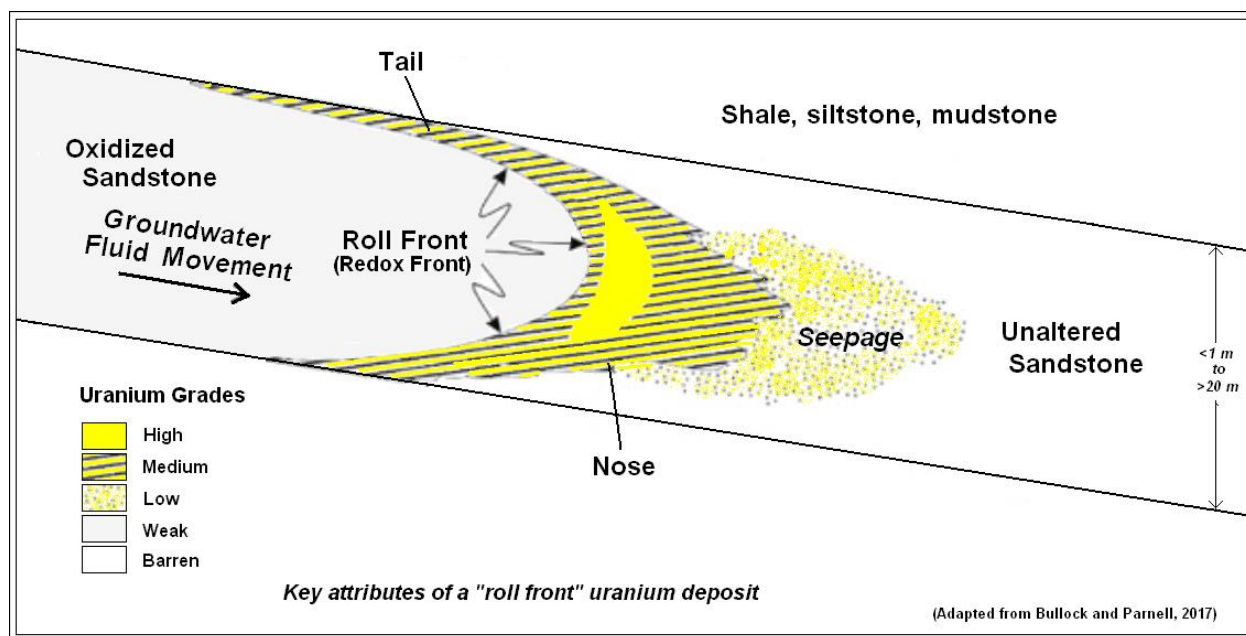 Tail
Shale, siltstone, mudstone
Oxidized
Sandstone
Groundwater
Fluid Movement
Roll Front
(Redox Front)
Seepage
Unaltered
Sandstone
<1 m
to
>20 m
Nose
Uranium Grades
High
Medium
Low
Weak
Barren
Key attributes of a "roll front" uranium deposit
(Adapted from Bullock and Parnell, 2017)